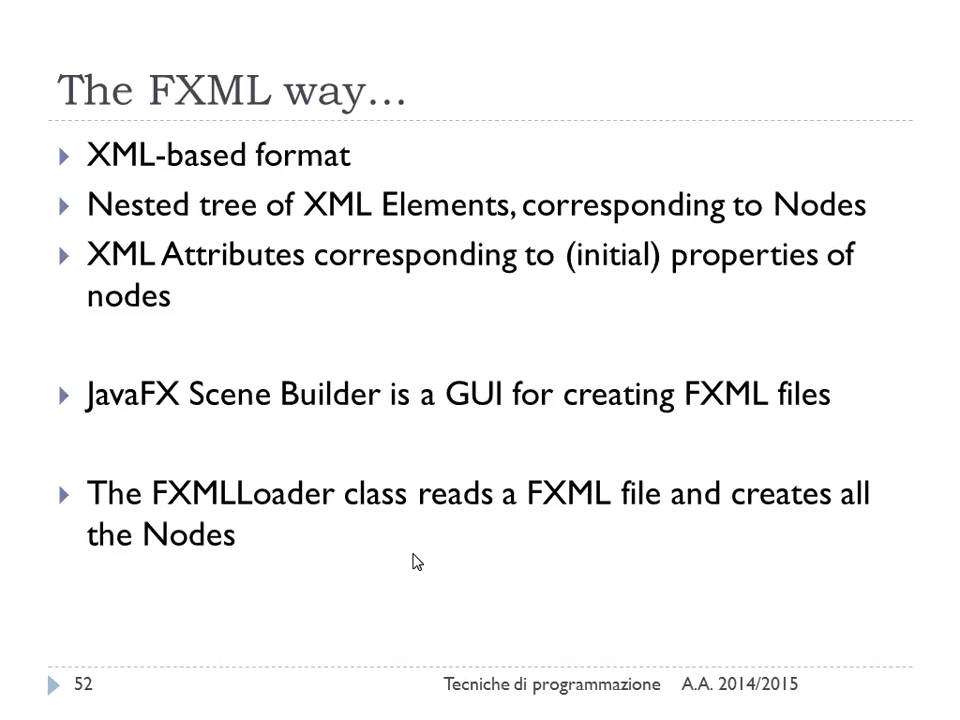 The FXML way…
XML-based format
Nested tree of XML Elements, corresponding to Nodes
XML Attributes corresponding to (initial) properties of
nodes
JavaFX Scene Builder is a GUI for creating FXML files
The FXMLLoader class reads a FXML file and creates all
the Nodes
52 Tecniche di programmazione A.A. 2014/2015